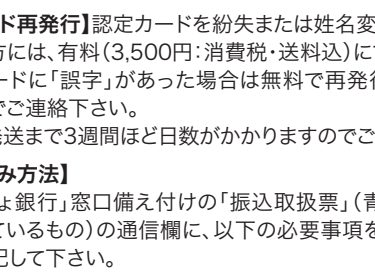 ド再発行】認定カードを紛失または姓名変
方には、有料(3,500円:消費税・送料込)に
ードに「誤字」があった場合は無料で再発
でご連絡下さい。
発送まで3週間ほど日数がかかりますのでご
み方法】
ょ銀行」窓口備え付けの「振込取扱票」(青
ているもの)の通信欄に、以下の必要事項を
記して下さい。